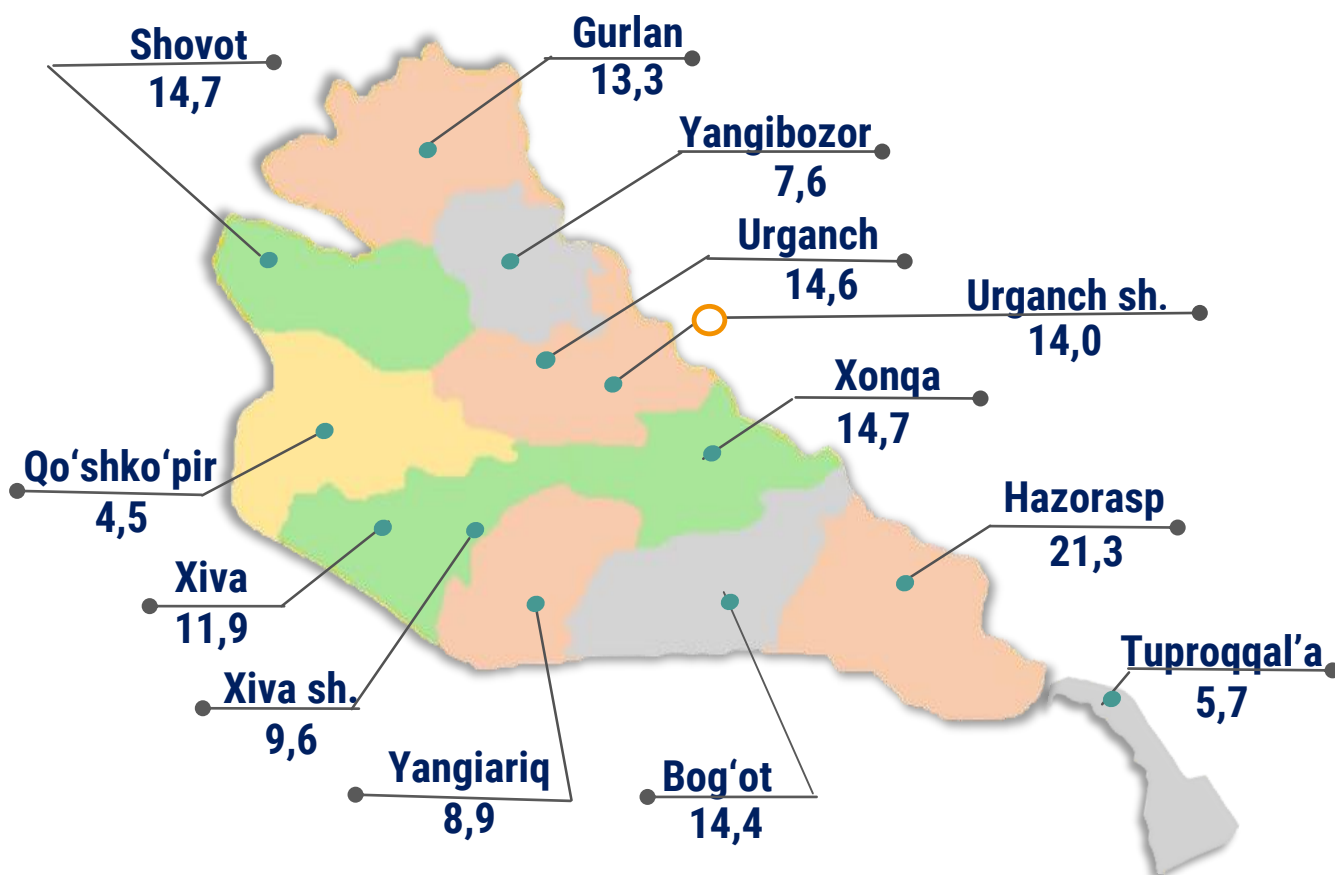 Shovot
14,7
Gurlan
13,3
Yangibozor
7,6
Urganch
14,6
Urganch sh.
14,0
Xonqa
14,7
Qo‘shko‘pir
4,5
Hazorasp
21,3
Xiva
11,9
Tuproqqal’a
5,7
Xiva sh.
9,6
Yangiariq
8,9
Bog‘ot
14,4